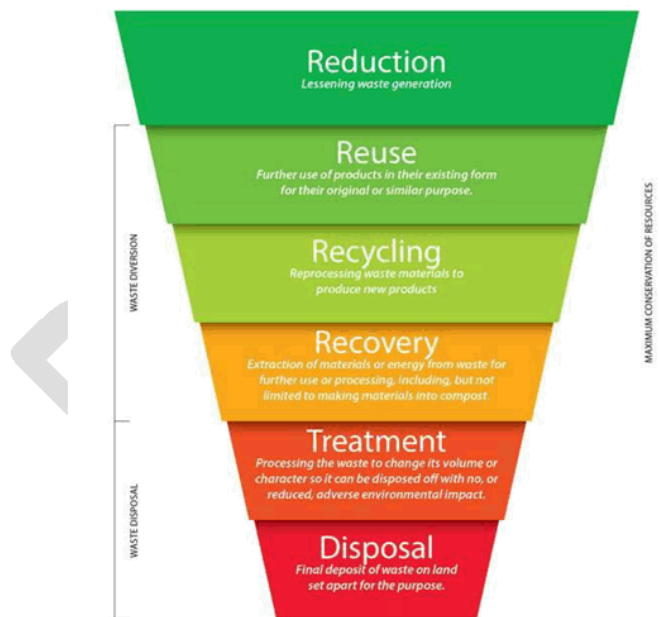 Reduction
Lessening waste generation
Reuse
Further use of products in their existing form
for their original or similar purpose.
Recycling
Reprocessing waste materials to
produce new products
Recovery
Extraction of materials or energy from waste for
further use or processing, including, but not
limited to making materials into compost.
Treatment
Processing the waste to change its volume or
character so it can be disposed off with no, or
reduced, adverse environmental impact.
Disposal
Final deposit of waste on land
set apart for the purpose.
WASTE DIVERSION
WASTE DISPOSAL
MAXIMUM CONSERVATION OF RESOURCES